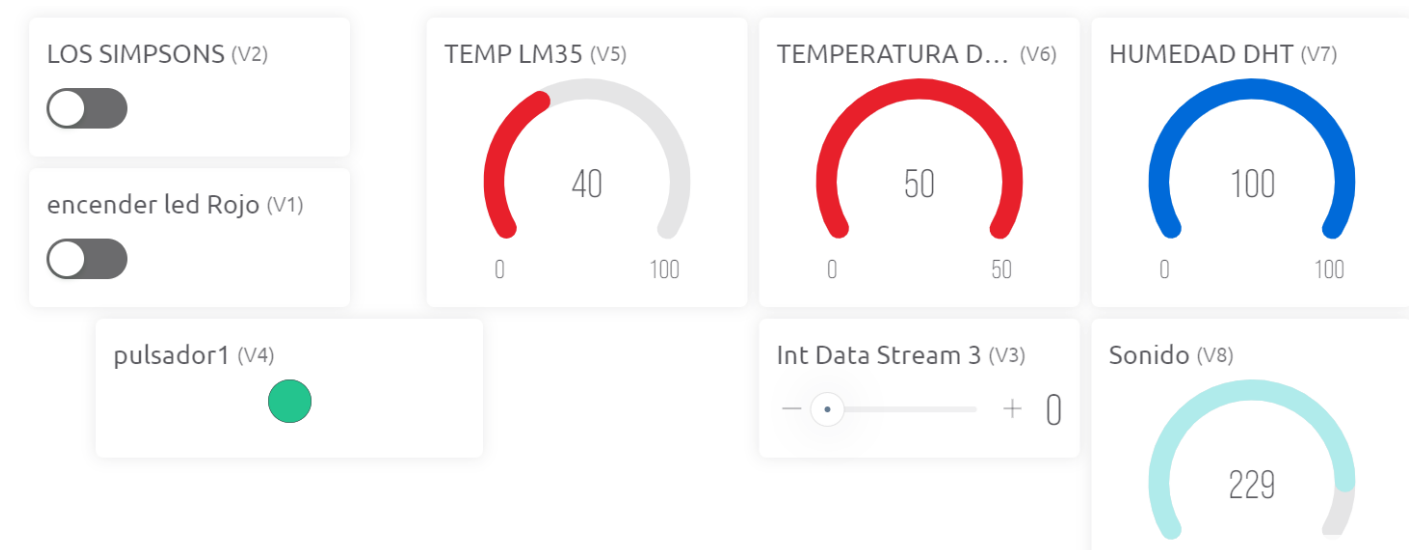 LOS SIMPSONS (V2)
encender led Rojo (V1)
TEMP LM35 (V5)
40
0 100
TEMPERATURA D... (V6)
50
0 50
HUMEDAD DHT (V7)
100
0 100
pulsador1 (V4)
Int Data Stream 3 (V3)
− + 0
Sonido (V8)
229